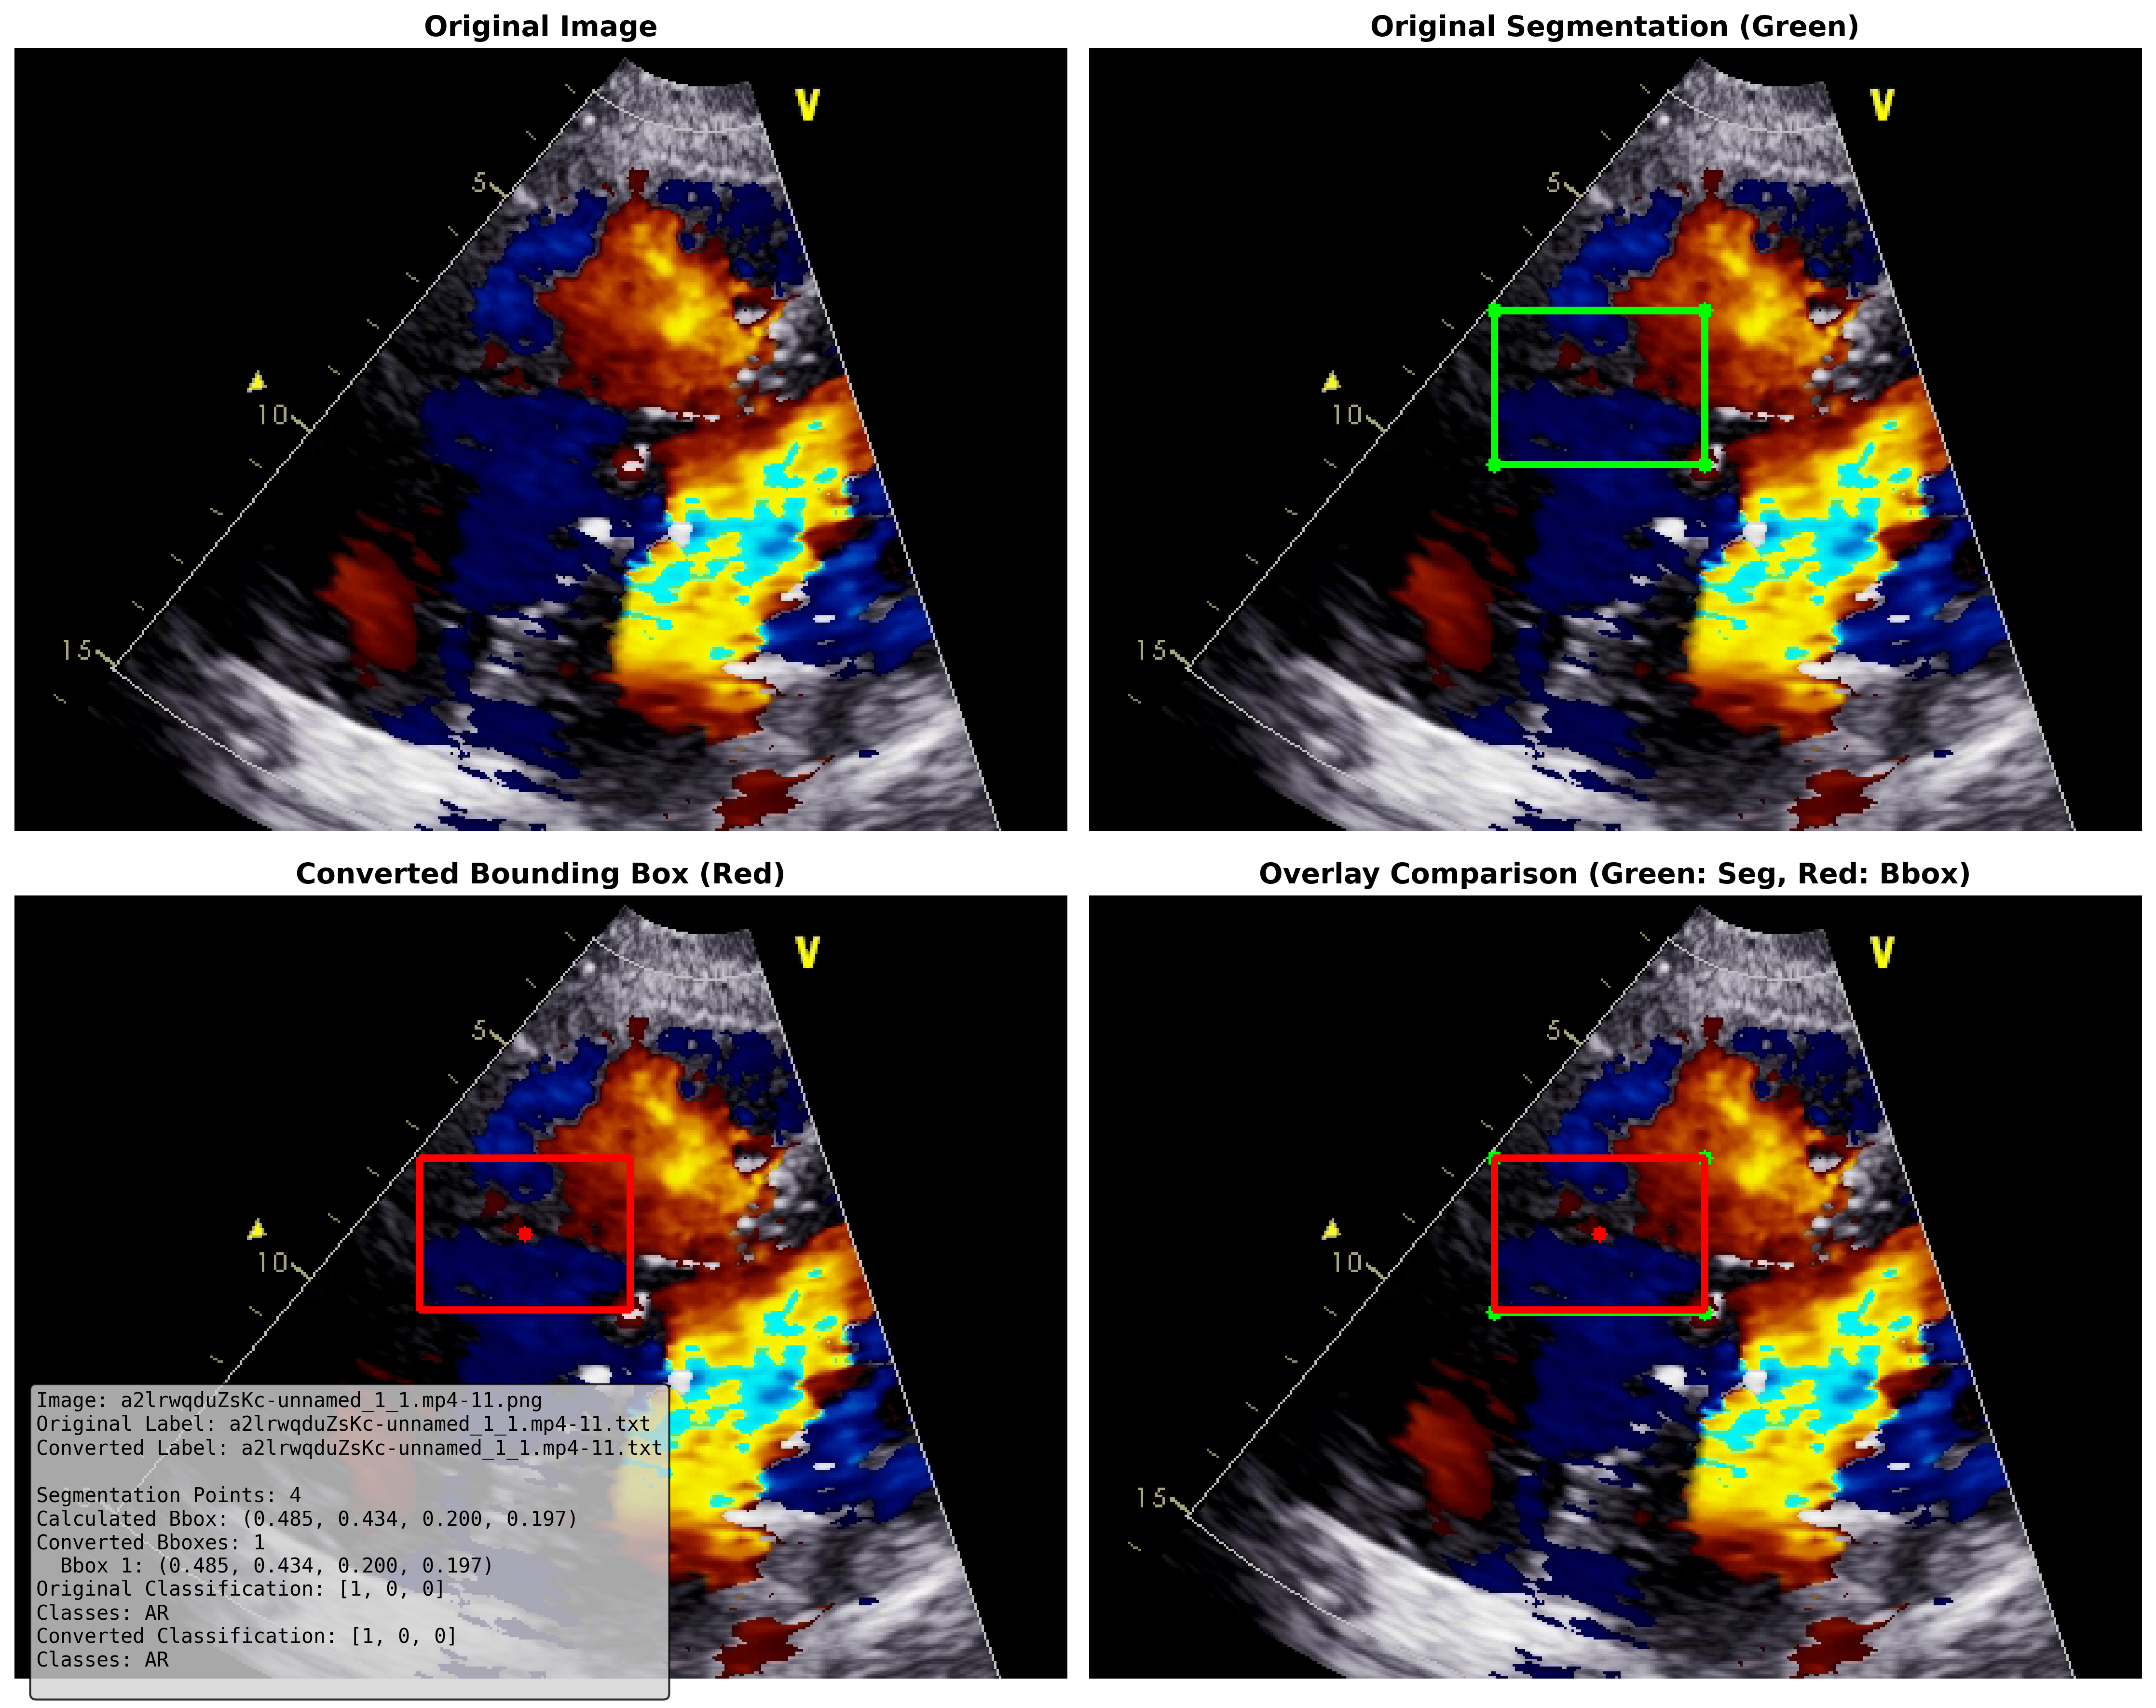 Original Image
Original Segmentation (Green)
V
5
10
15
V
5
10
15
Converted Bounding Box (Red)
Overlay Comparison (Green: Seg, Red: Bbox)
V
5
10
V
5
10
15
Image: a2lrwqduZsKc-unnamed_1_1.mp4-11.png
Original Label: a2lrwqduZsKc-unnamed_1_1.mp4-11.txt
Converted Label: a2lrwqduZsKc-unnamed_1_1.mp4-11.txt
Segmentation Points: 4
Calculated Bbox: (0.485, 0.434, 0.200, 0.197)
Converted Bboxes: 1
Bbox 1: (0.485, 0.434, 0.200, 0.197)
Original Classification: [1, 0, 0]
Classes: AR
Converted Classification: [1, 0, 0]
Classes: AR